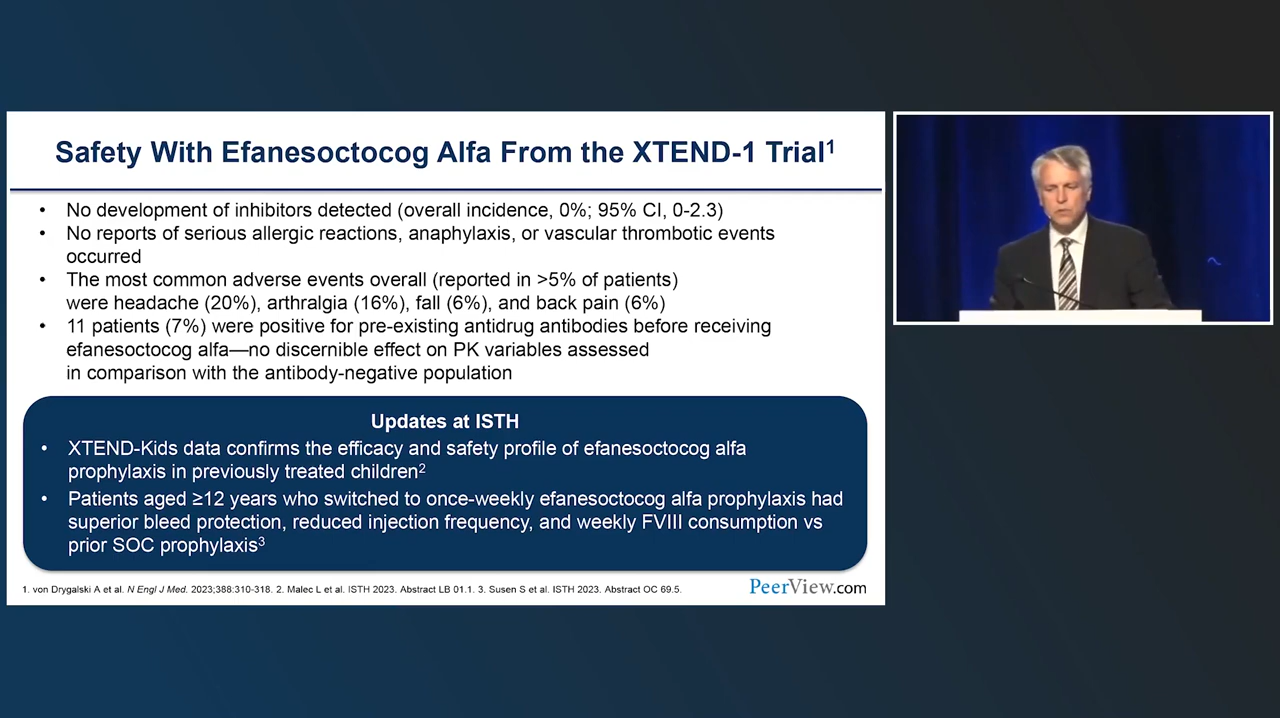 Safety With Efanesoctocog Alfa From the XTEND-1 Trial1
• No development of inhibitors detected (overall incidence, 0%; 95% CI, 0-2.3)
• No reports of serious allergic reactions, anaphylaxis, or vascular thrombotic events
occurred
• The most common adverse events overall (reported in >5% of patients)
were headache (20%), arthralgia (16%), fall (6%), and back pain (6%)
• 11 patients (7%) were positive for pre-existing antidrug antibodies before receiving
efanesoctocog alfa—no discernible effect on PK variables assessed
in comparison with the antibody-negative population
Updates at ISTH
• XTEND-Kids data confirms the efficacy and safety profile of efanesoctocog alfa
prophylaxis in previously treated children2
• Patients aged ≥12 years who switched to once-weekly efanesoctocog alfa prophylaxis had
superior bleed protection, reduced injection frequency, and weekly FVIII consumption vs
prior SOC prophylaxis3
1. von Drygalski A et al. N Engl J Med. 2023;388:310-318. 2. Malec L et al. ISTH 2023. Abstract LB 01.1. 3. Susen S et al. ISTH 2023. Abstract OC 69.5.
PeerView.com